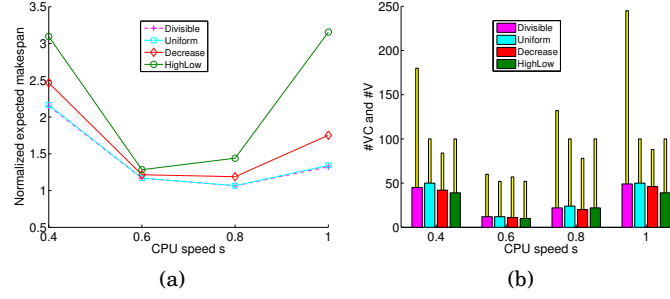 3.5
3
2.5
2
1.5
1
0.5
0.4
0.6
0.8
1
CPU speed s
Normalized expected makespan
Divisible
Uniform
Decrease
HighLow
(a)
250
200
150
100
50
0
0.4
0.6
0.8
1
CPU speed s
#VC and #V
Divisible
Uniform
Decrease
HighLow
(b)